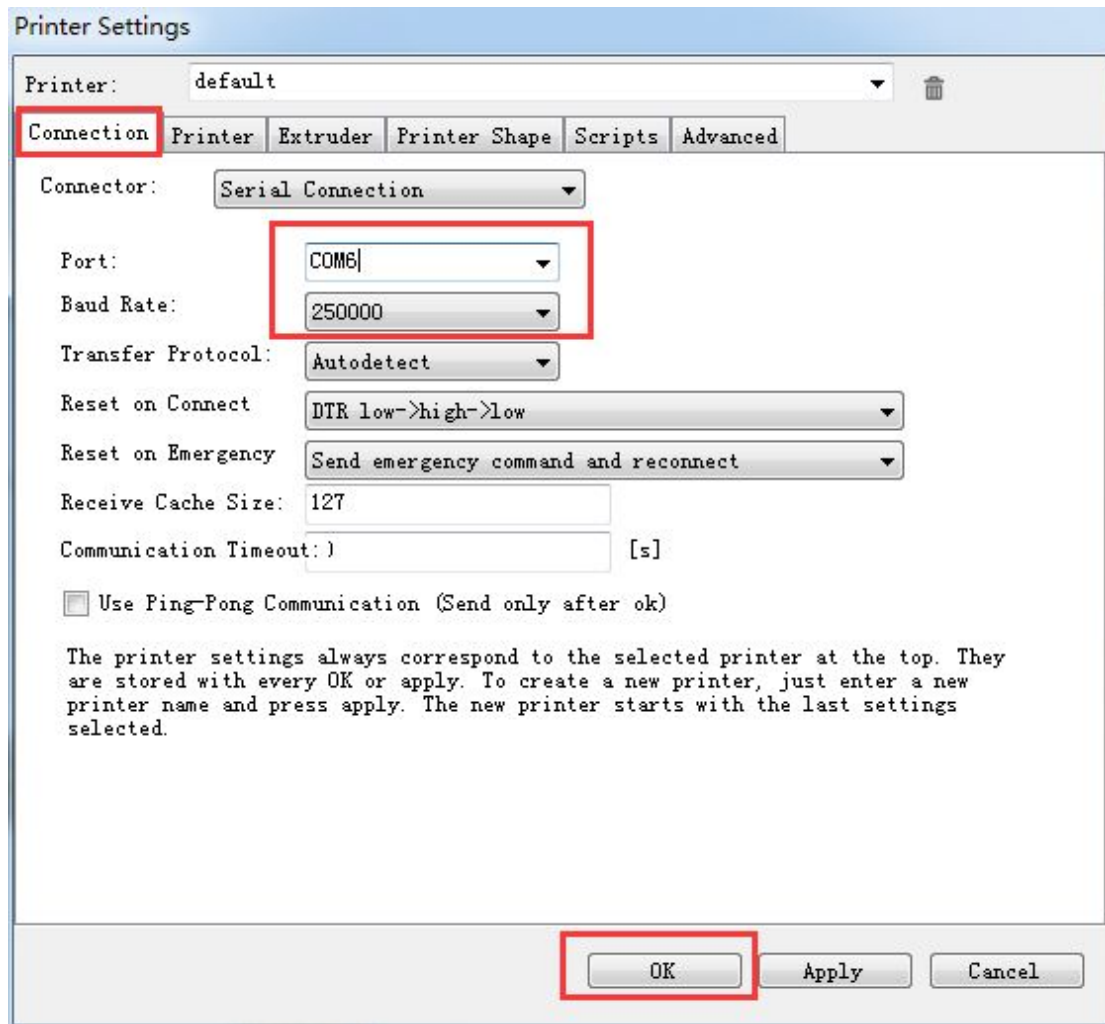 Printer Settings
Printer: default
Connection Printer Extruder Printer Shape Scripts Advanced
Connector: Serial Connection
Port: COM6
Baud Rate: 250000
Transfer Protocol: Autodetect
Reset on Connect DTR low->high->low
Reset on Emergency Send emergency command and reconnect
Receive Cache Size: 127
Communication Timeout: [s]
Use Ping-Pong Communication (Send only after ok)
The printer settings always correspond to the selected printer at the top. They
are stored with every OK or apply. To create a new printer, just enter a new
printer name and press apply. The new printer starts with the last settings
selected.
OK Apply Cancel